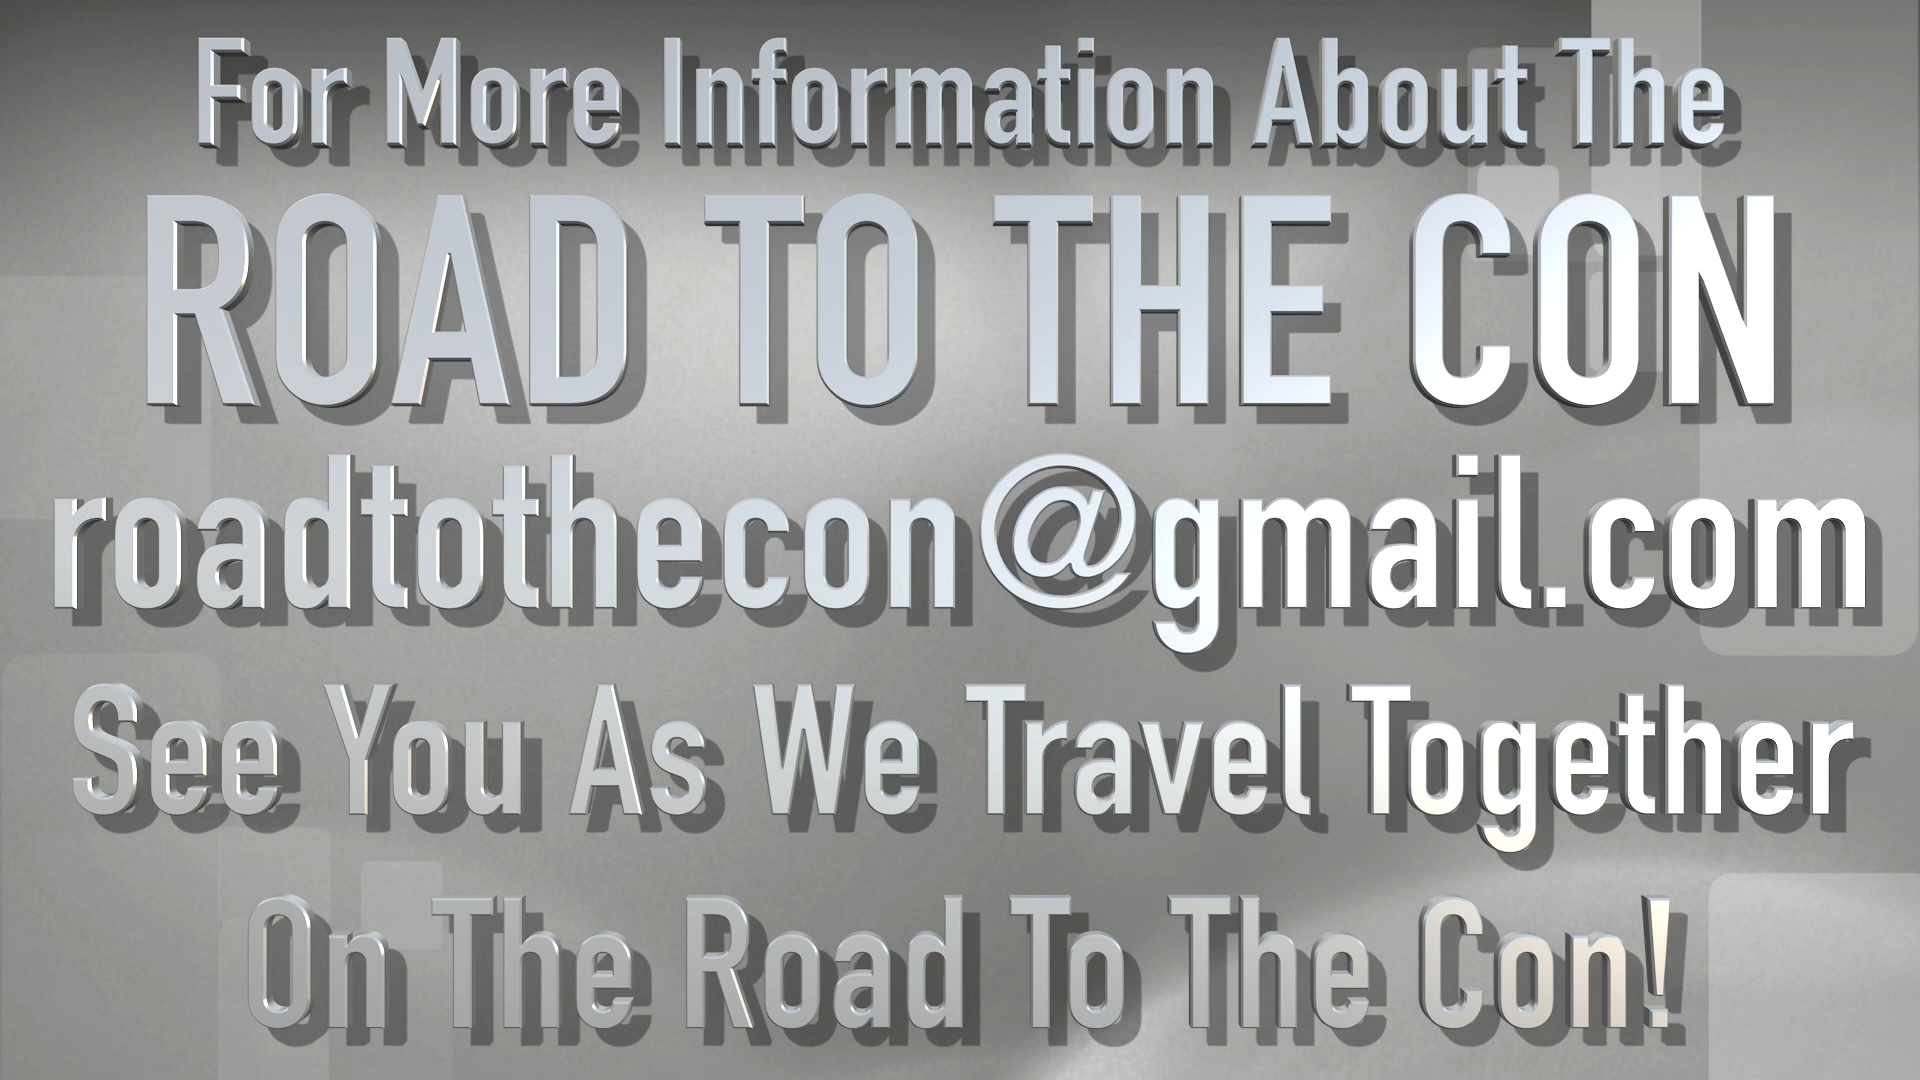 For More Information About The
ROAD TO THE CON
roadtothecon@gmail.com
See You As We Travel Together
On The Road To The Con!